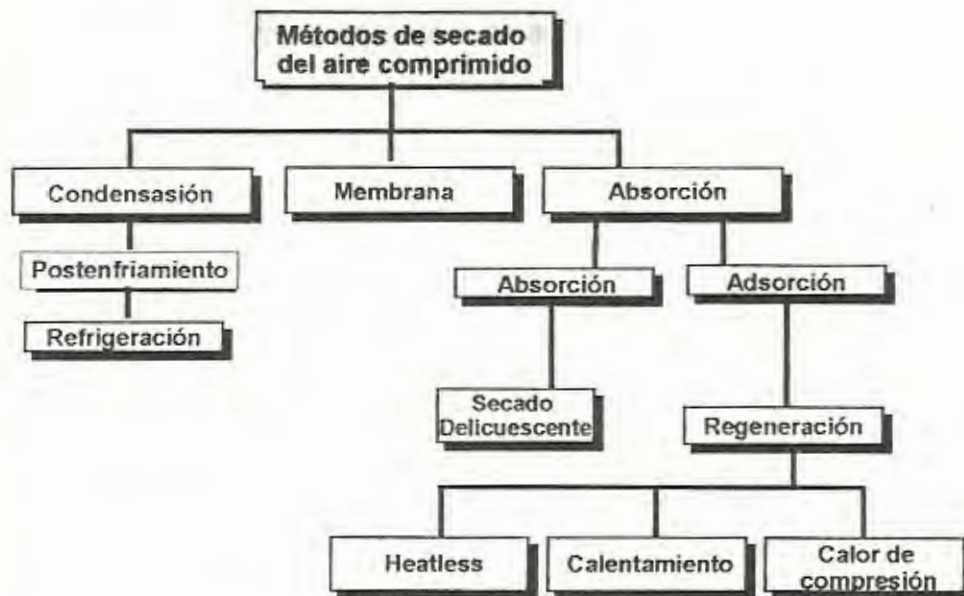 Métodos de secado
del aire comprimido
Condensasión
Membrana
Absorción
Postenfriamiento
Absorción
Adsorción
Refrigeración
Secado
Delicuescente
Regeneración
Heatless
Calentamiento
Calor de
compresión